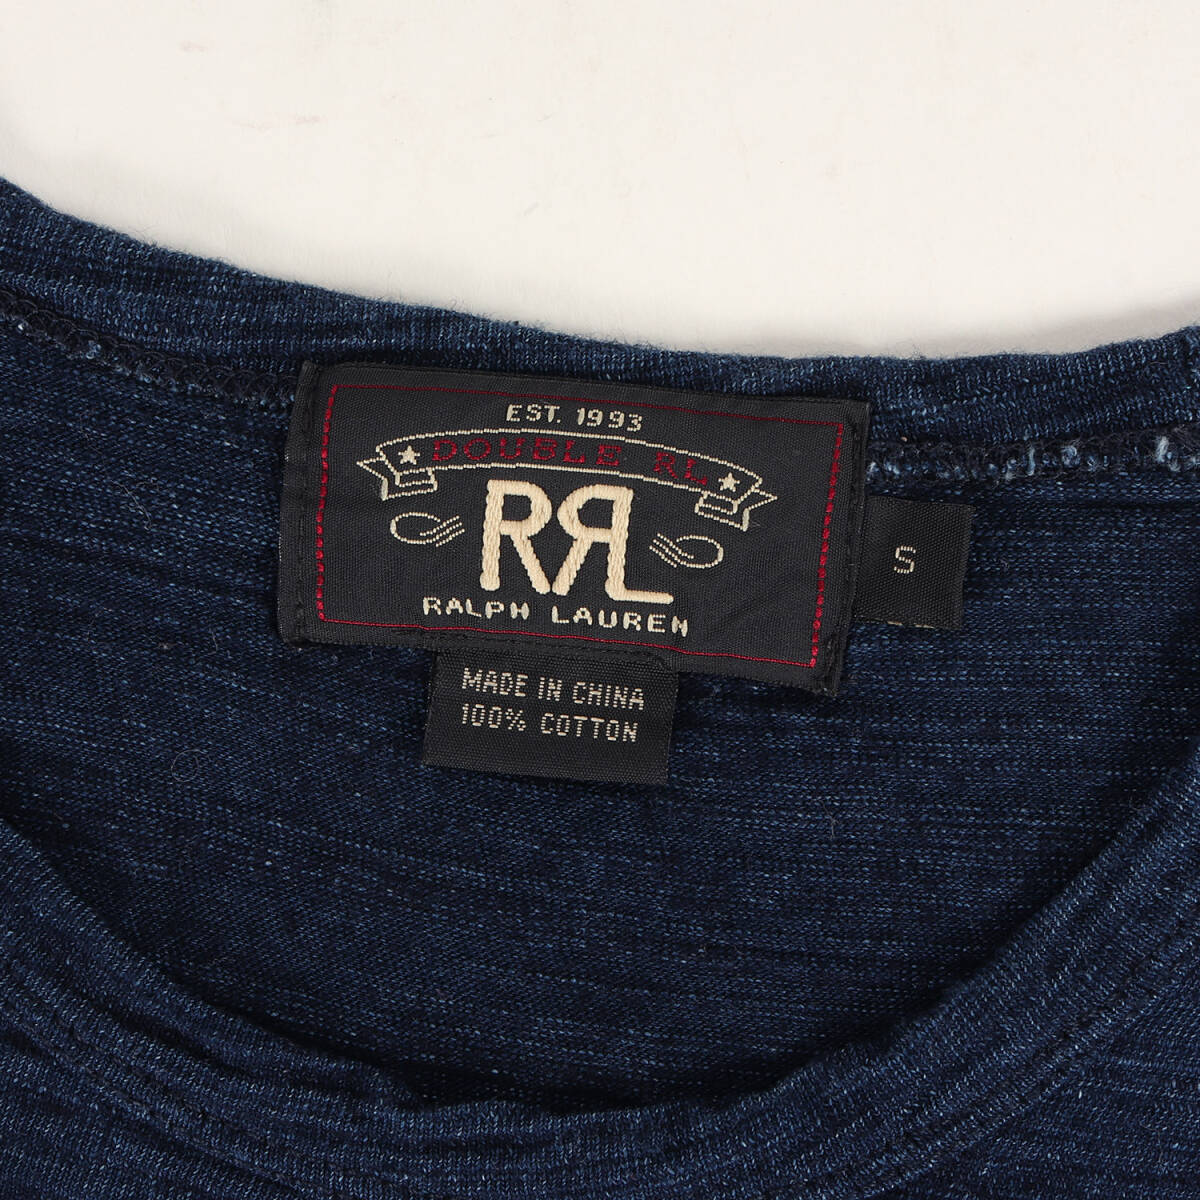 EST. 1993
DOUBLE RL
RRL
RALPH LAUREN
S
MADE IN CHINA
100% COTTON